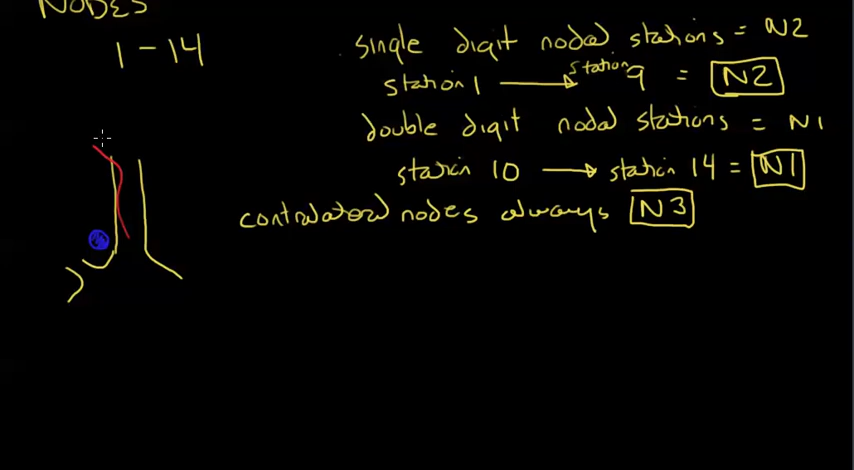 NODES
1 - 14
single digit nodal stations = N2
station 1 → station 9 = N2
double digit nodal stations = N1
station 10 → station 14 = N1
contralateral nodes always N3